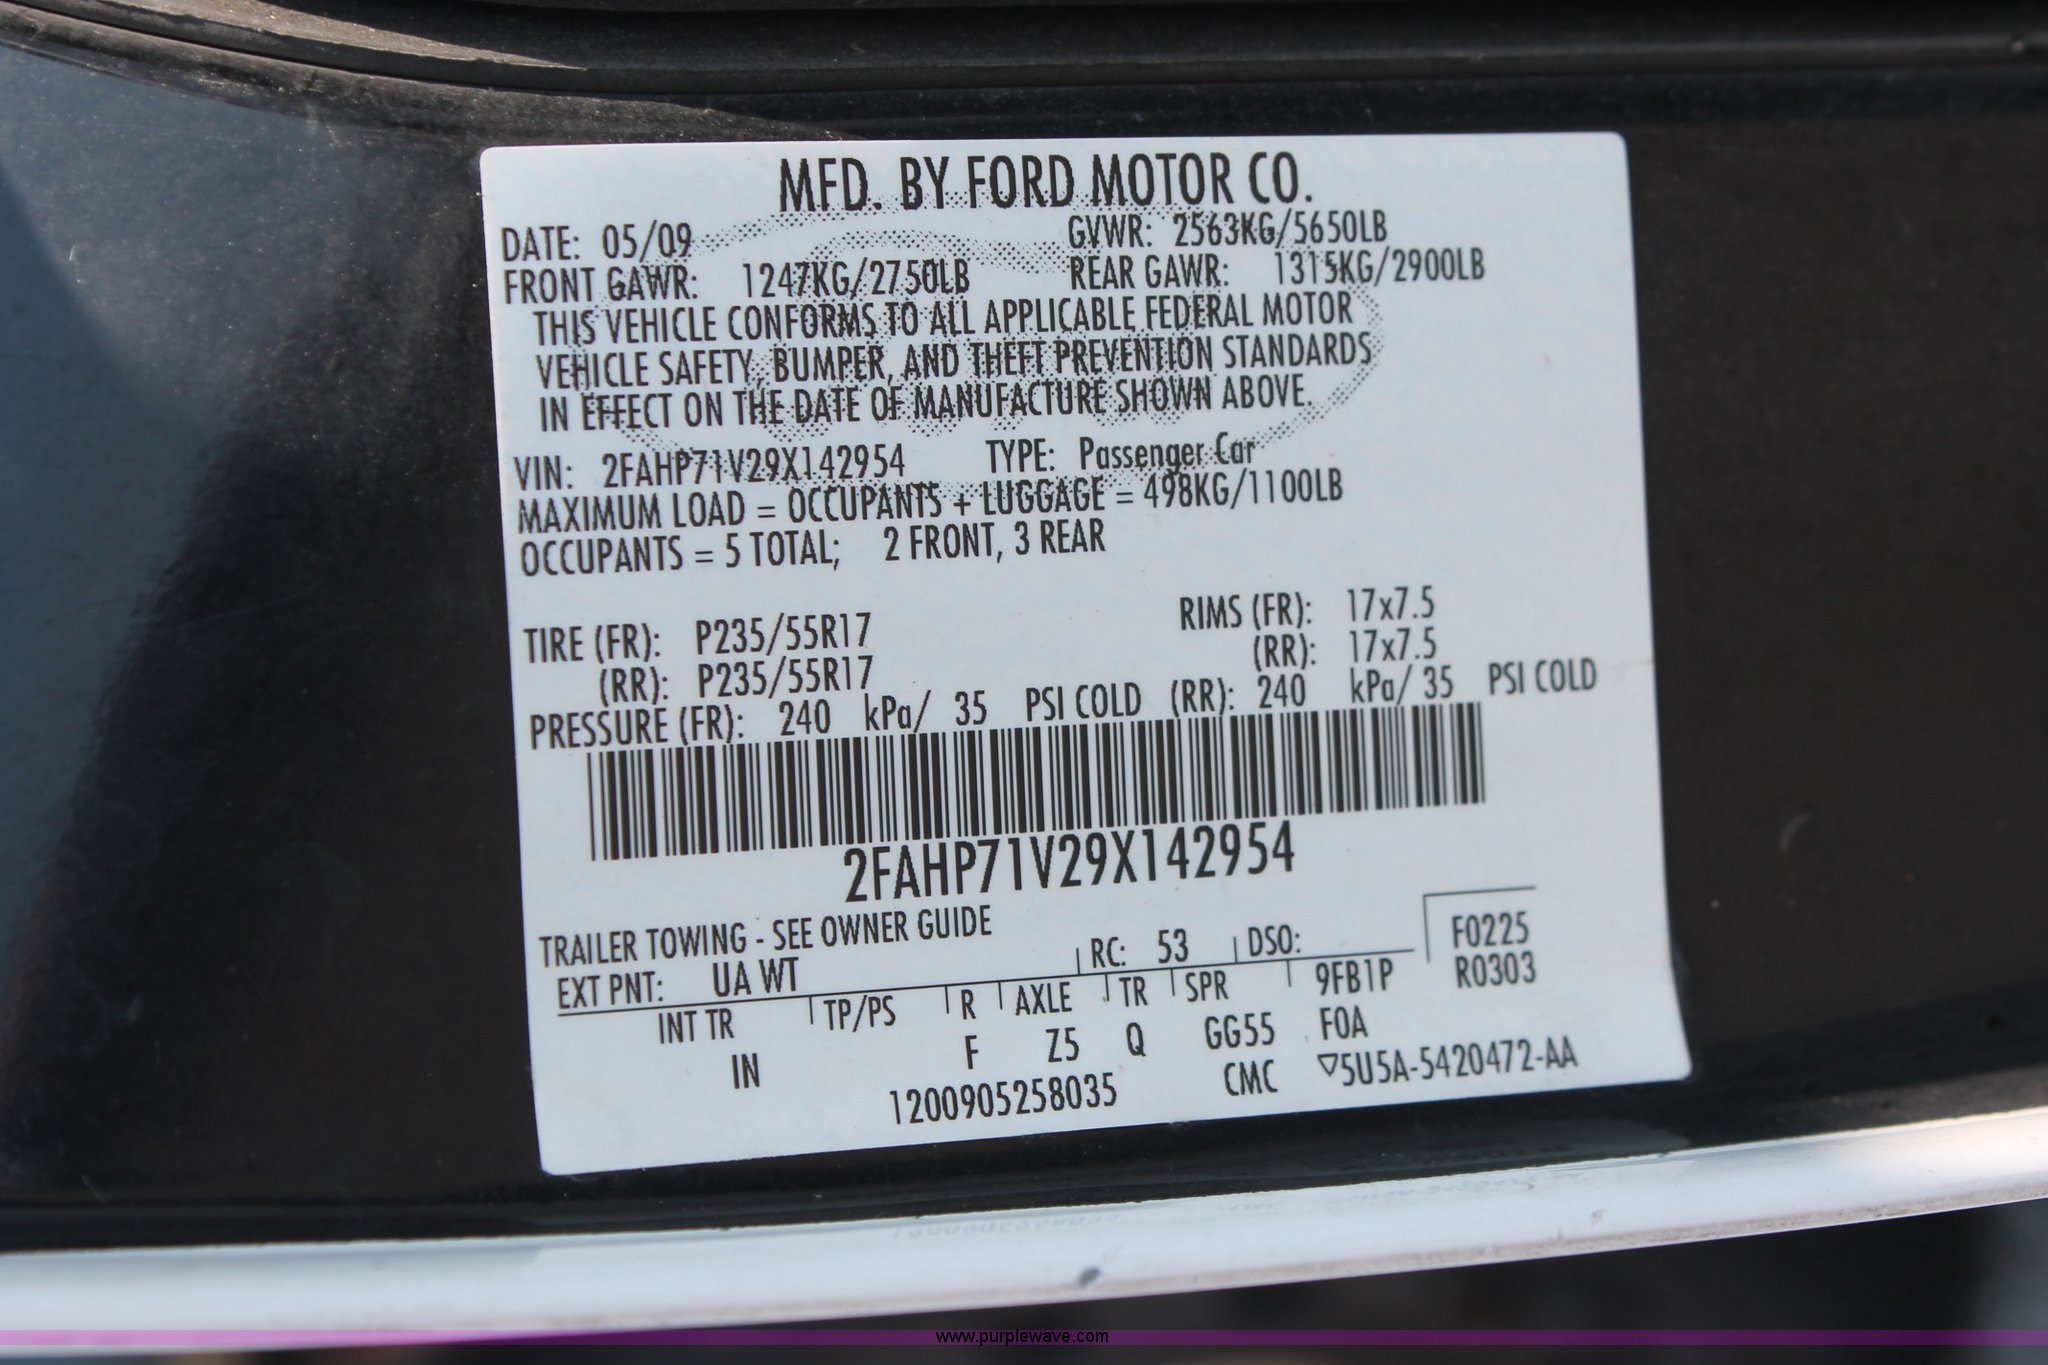 MFD. BY FORD MOTOR CO.
DATE: 05/09 GVWR: 2563KG/5650LB
FRONT GAWR: 1247KG/2750LB REAR GAWR: 1315KG/2900LB
THIS VEHICLE CONFORMS TO ALL APPLICABLE FEDERAL MOTOR
VEHICLE SAFETY, BUMPER, AND THEFT PREVENTION STANDARDS
IN EFFECT ON THE DATE OF MANUFACTURE SHOWN ABOVE.
VIN: 2FAHP71V29X142954 TYPE: Passenger Car
MAXIMUM LOAD = OCCUPANTS + LUGGAGE = 498KG/1100LB
OCCUPANTS = 5 TOTAL; 2 FRONT, 3 REAR
TIRE (FR): P235/55R17 RIMS (FR): 17x7.5
(RR): P235/55R17 (RR): 17x7.5
PRESSURE (FR): 240 kPa/ 35 PSI COLD (RR): 240 kPa/ 35 PSI COLD
2FAHP71V29X142954
TRAILER TOWING - SEE OWNER GUIDE
EXT PNT: UA WT RC: 53 DSO: F0225
INT TR TP/PS R AXLE TR SPR 9FB1P R0303
IN F Z5 Q GG55 F0A
1200905258035 CMC ▽5U5A-5420472-AA
www.purplewave.com